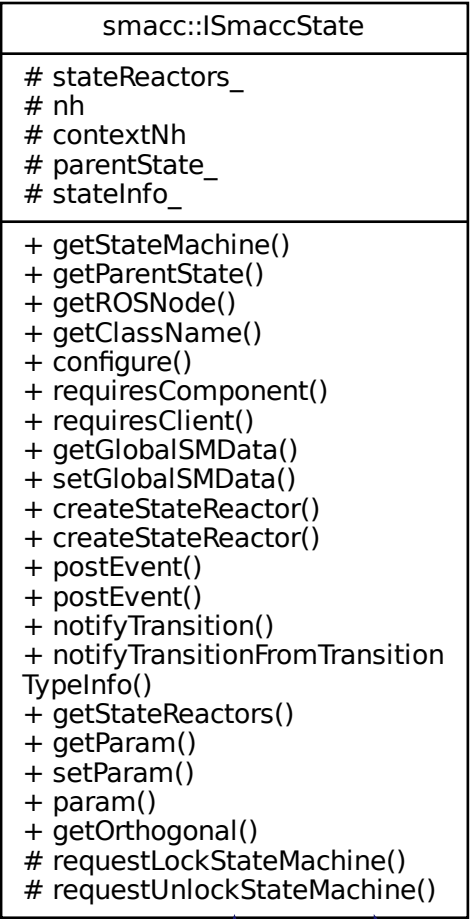 smacc::ISmaccState
# stateReactors_
# nh
# contextNh
# parentState_
# stateInfo_
+ getStateMachine()
+ getParentState()
+ getROSNode()
+ getClassName()
+ configure()
+ requiresComponent()
+ requiresClient()
+ getGlobalSMData()
+ setGlobalSMData()
+ createStateReactor()
+ createStateReactor()
+ postEvent()
+ postEvent()
+ notifyTransition()
+ notifyTransitionFromTransition
TypeInfo()
+ getStateReactors()
+ getParam()
+ setParam()
+ param()
+ getOrthogonal()
# requestLockStateMachine()
# requestUnlockStateMachine()